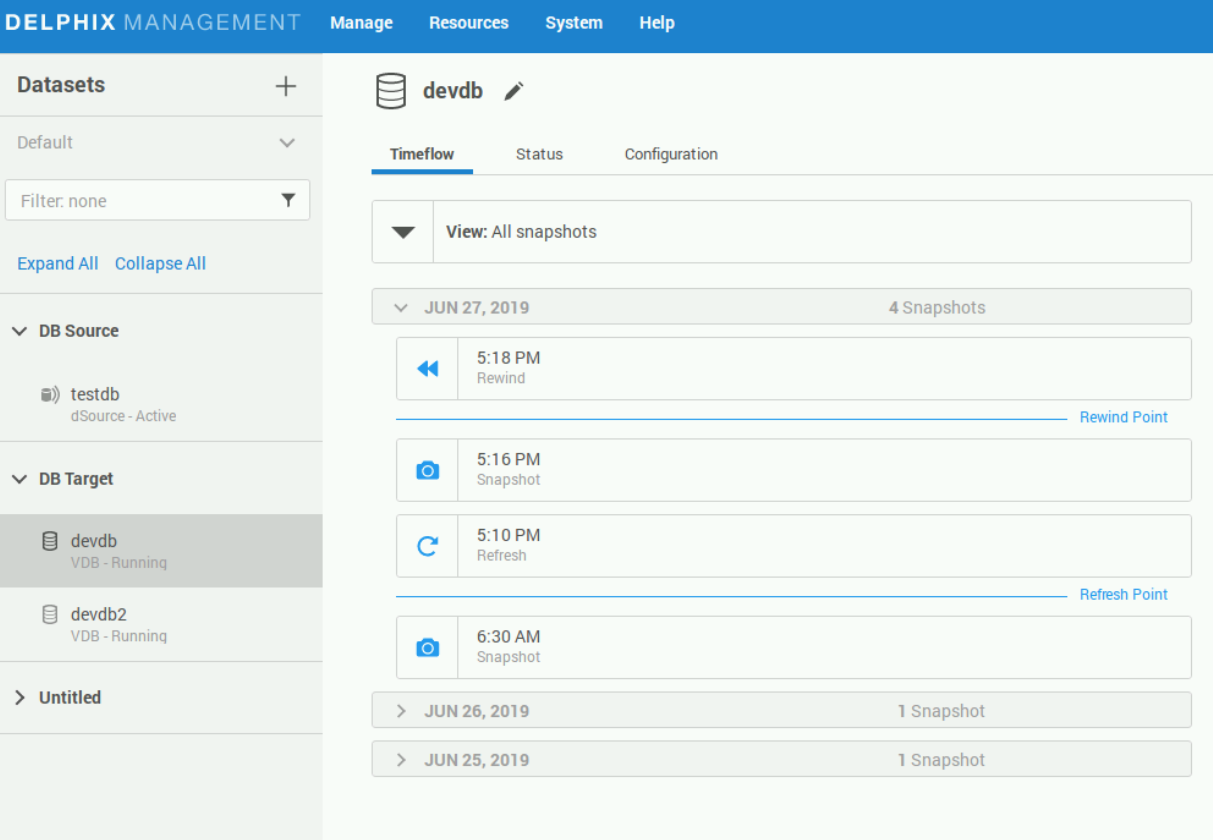 DELPHIX MANAGEMENT Manage Resources System Help
Datasets
Default
Filter: none
Expand All Collapse All
DB Source
testdb
dSource - Active
DB Target
devdb
VDB - Running
devdb2
VDB - Running
Untitled
devdb
Timeflow Status Configuration
View: All snapshots
JUN 27, 2019 4 Snapshots
5:18 PM
Rewind
Rewind Point
5:16 PM
Snapshot
5:10 PM
Refresh
Refresh Point
6:30 AM
Snapshot
JUN 26, 2019 1 Snapshot
JUN 25, 2019 1 Snapshot